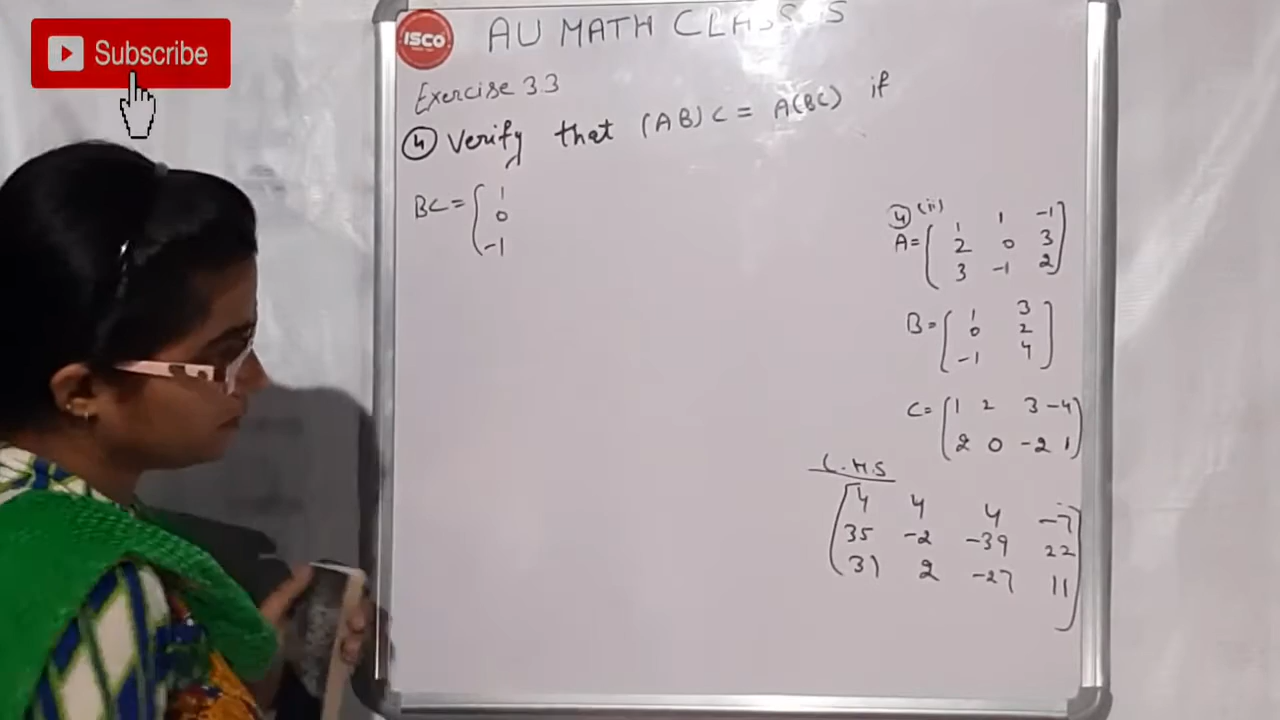 Subscribe
ISCO
AU MATH CLASSES
Exercise 3.3
4 Verify that (AB)C = A(BC) if
BC = [ 1
0
-1
4 (ii)
A = [ 1 1 -1
2 0 3
3 -1 2 ]
B = [ 1 3
0 2
-1 4 ]
C = [ 1 2 3 -4
2 0 -2 1 ]
L.H.S
[ 4 4 4 -7
35 -2 -39 22
31 2 -27 11 ]